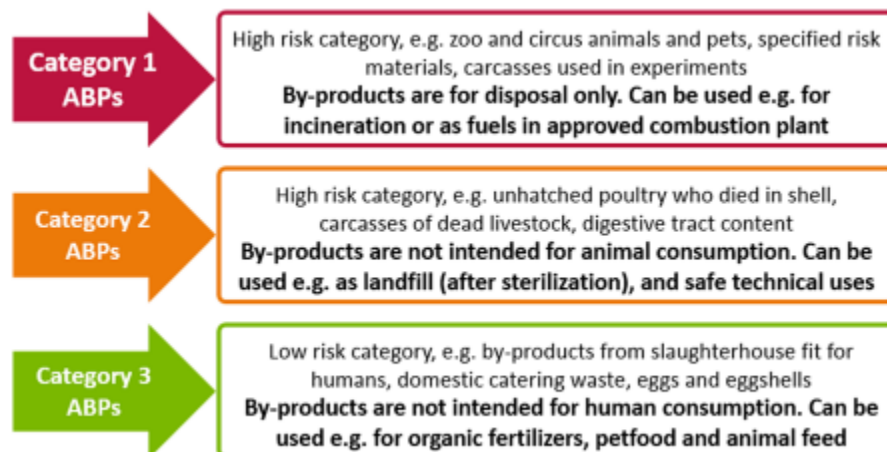 Category 1
ABPs
High risk category, e.g. zoo and circus animals and pets, specified risk
materials, carcasses used in experiments
By-products are for disposal only. Can be used e.g. for
incineration or as fuels in approved combustion plant
Category 2
ABPs
High risk category, e.g. unhatched poultry who died in shell,
carcasses of dead livestock, digestive tract content
By-products are not intended for animal consumption. Can be
used e.g. as landfill (after sterilization), and safe technical uses
Category 3
ABPs
Low risk category, e.g. by-products from slaughterhouse fit for
humans, domestic catering waste, eggs and eggshells
By-products are not intended for human consumption. Can be
used e.g. for organic fertilizers, petfood and animal feed